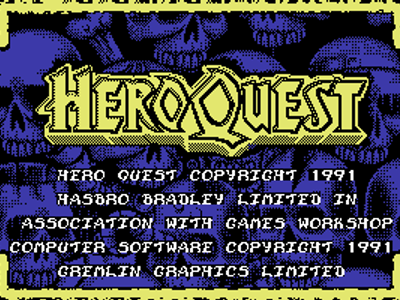 HEROQUEST
HERO QUEST COPYRIGHT 1991
HASBRO BRADLEY LIMITED IN
ASSOCIATION WITH GAMES WORKSHOP
COMPUTER SOFTWARE COPYRIGHT 1991
GREMLIN GRAPHICS LIMITED